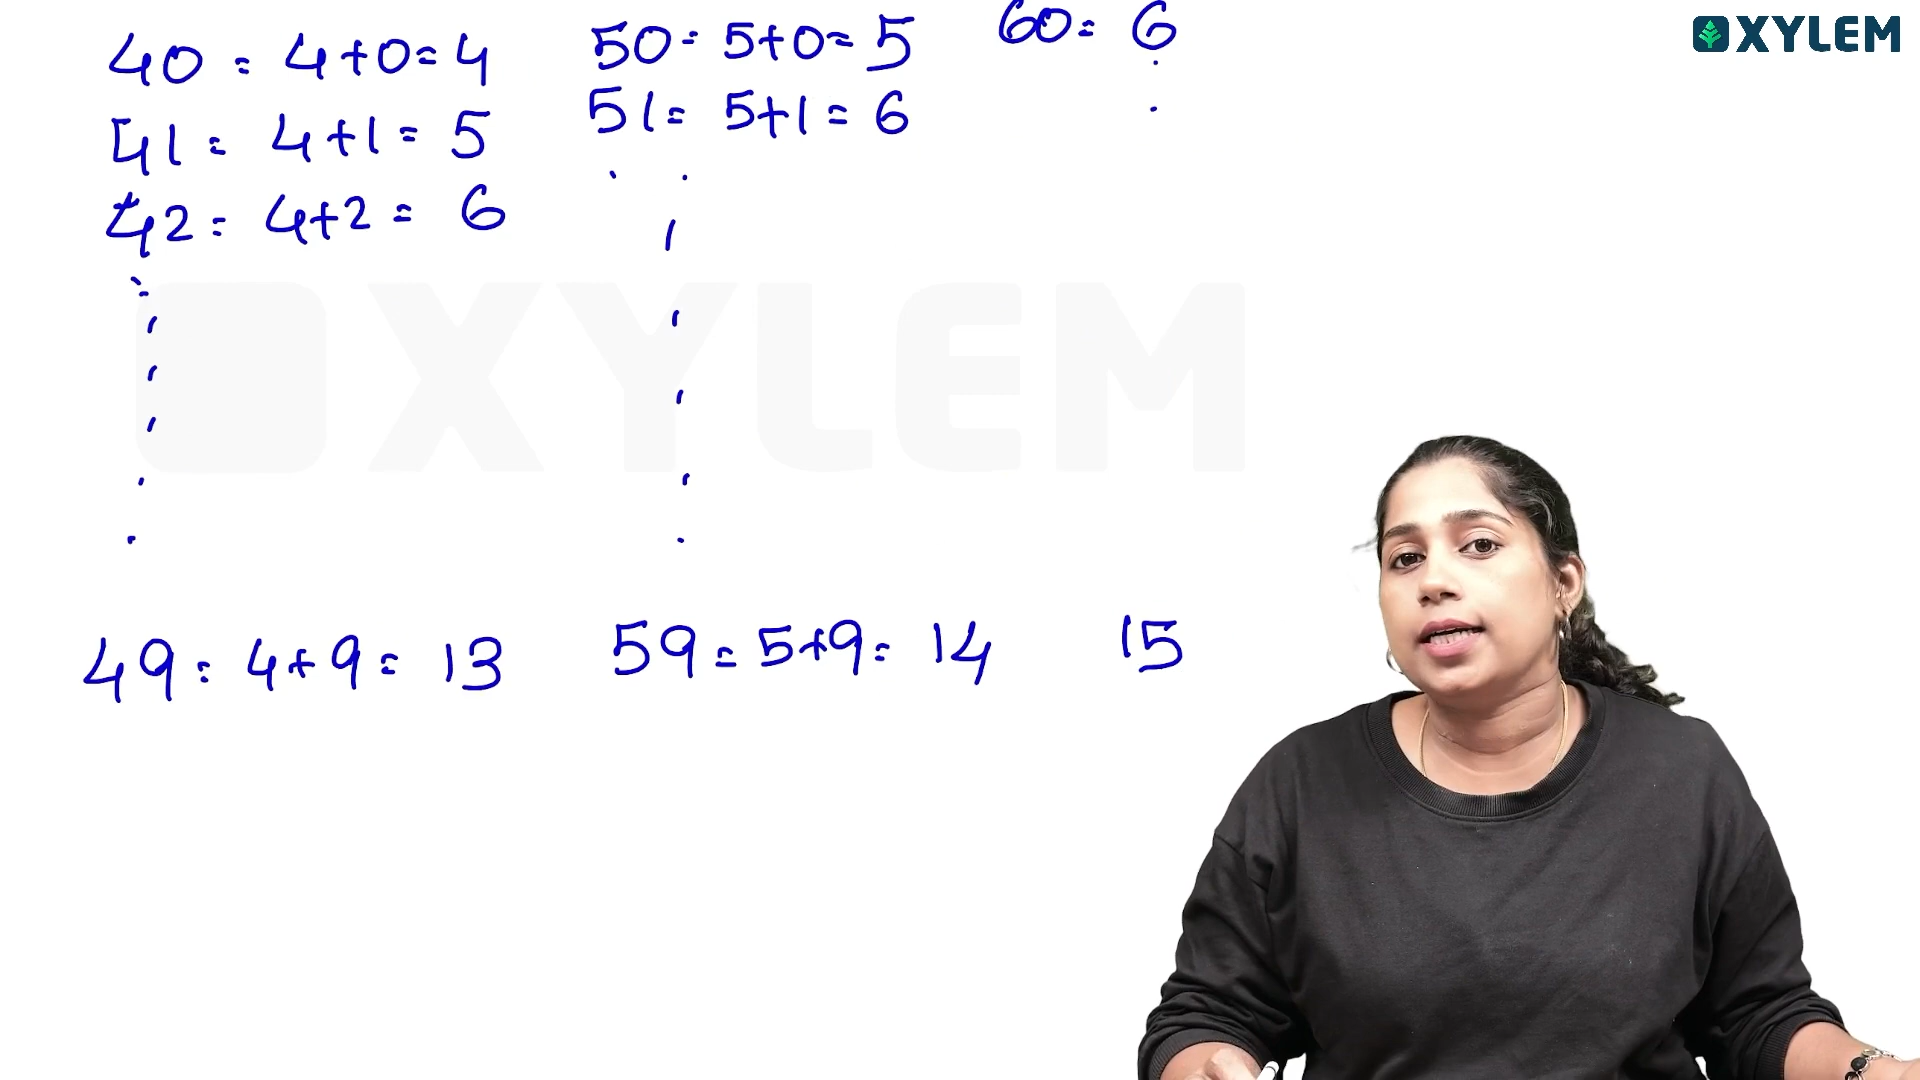 40 = 4+0=4
41 = 4+1 = 5
42 = 4+2 = 6
49 = 4+9 = 13
50 = 5+0= 5
51 = 5+1 = 6
59 = 5+9 = 14
60 = 6
15
XYLEM
XYLEM